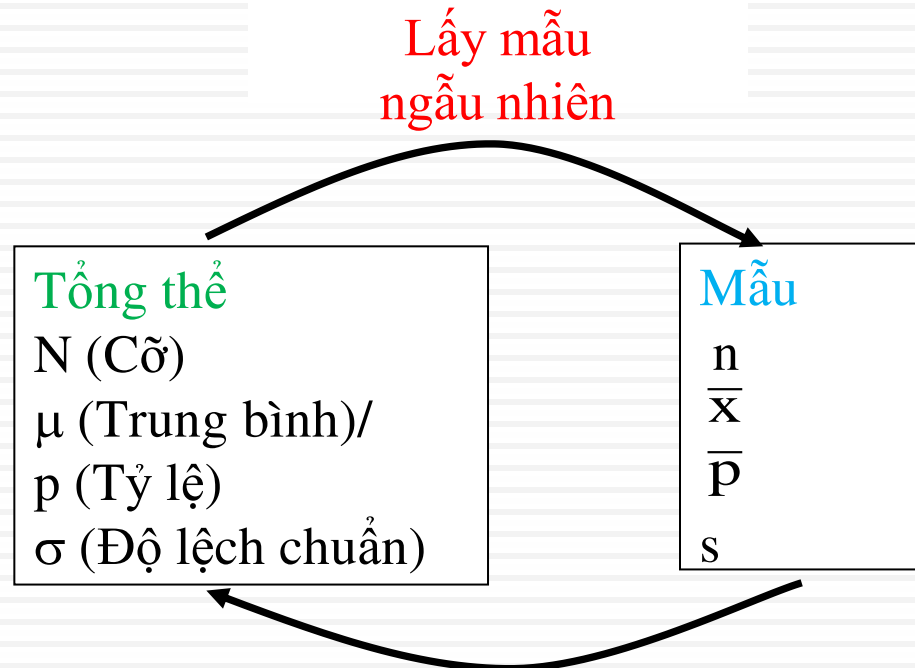 Lấy mẫu
ngẫu nhiên
Tổng thể
N (Cỡ)
μ (Trung bình)/
p (Tỷ lệ)
σ (Độ lệch chuẩn)
Mẫu
n
x̅
p̅
s